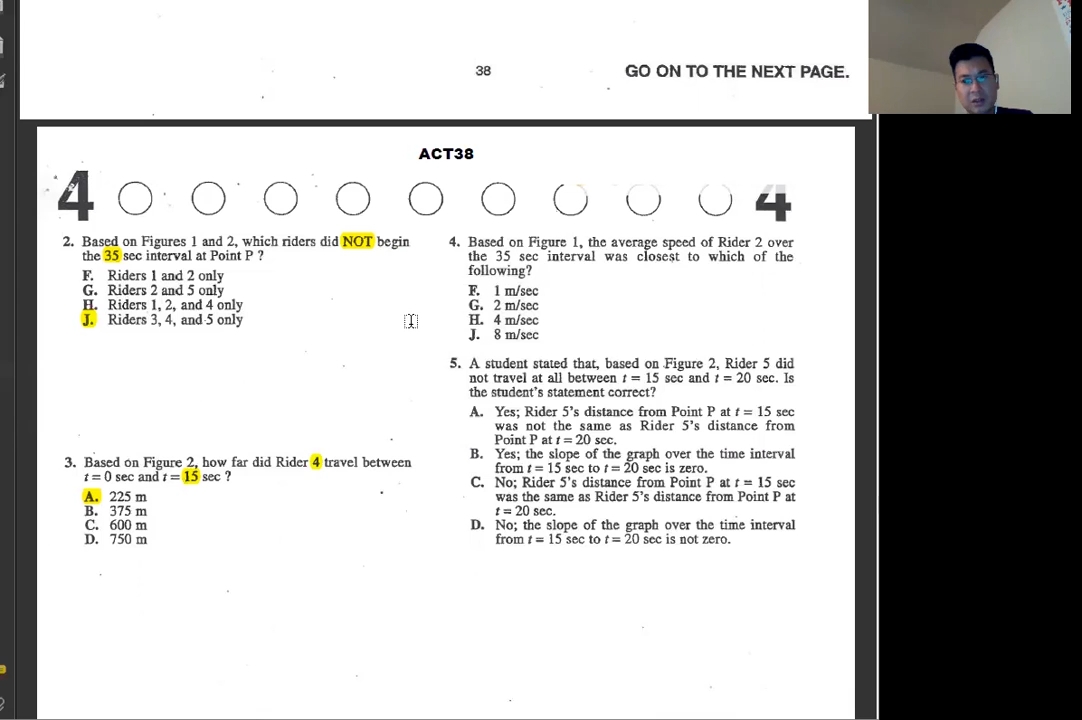 38
GO ON TO THE NEXT PAGE.
ACT38
4
4
2. Based on Figures 1 and 2, which riders did NOT begin
the 35 sec interval at Point P ?
F. Riders 1 and 2 only
G. Riders 2 and 5 only
H. Riders 1, 2, and 4 only
J. Riders 3, 4, and 5 only
3. Based on Figure 2, how far did Rider 4 travel between
t = 0 sec and t = 15 sec ?
A. 225 m
B. 375 m
C. 600 m
D. 750 m
4. Based on Figure 1, the average speed of Rider 2 over
the 35 sec interval was closest to which of the
following?
F. 1 m/sec
G. 2 m/sec
H. 4 m/sec
J. 8 m/sec
5. A student stated that, based on Figure 2, Rider 5 did
not travel at all between t = 15 sec and t = 20 sec. Is
the student's statement correct?
A. Yes; Rider 5's distance from Point P at t = 15 sec
was not the same as Rider 5's distance from
Point P at t = 20 sec.
B. Yes; the slope of the graph over the time interval
from t = 15 sec to t = 20 sec is zero.
C. No; Rider 5's distance from Point P at t = 15 sec
was the same as Rider 5's distance from Point P at
t = 20 sec.
D. No; the slope of the graph over the time interval
from t = 15 sec to t = 20 sec is not zero.